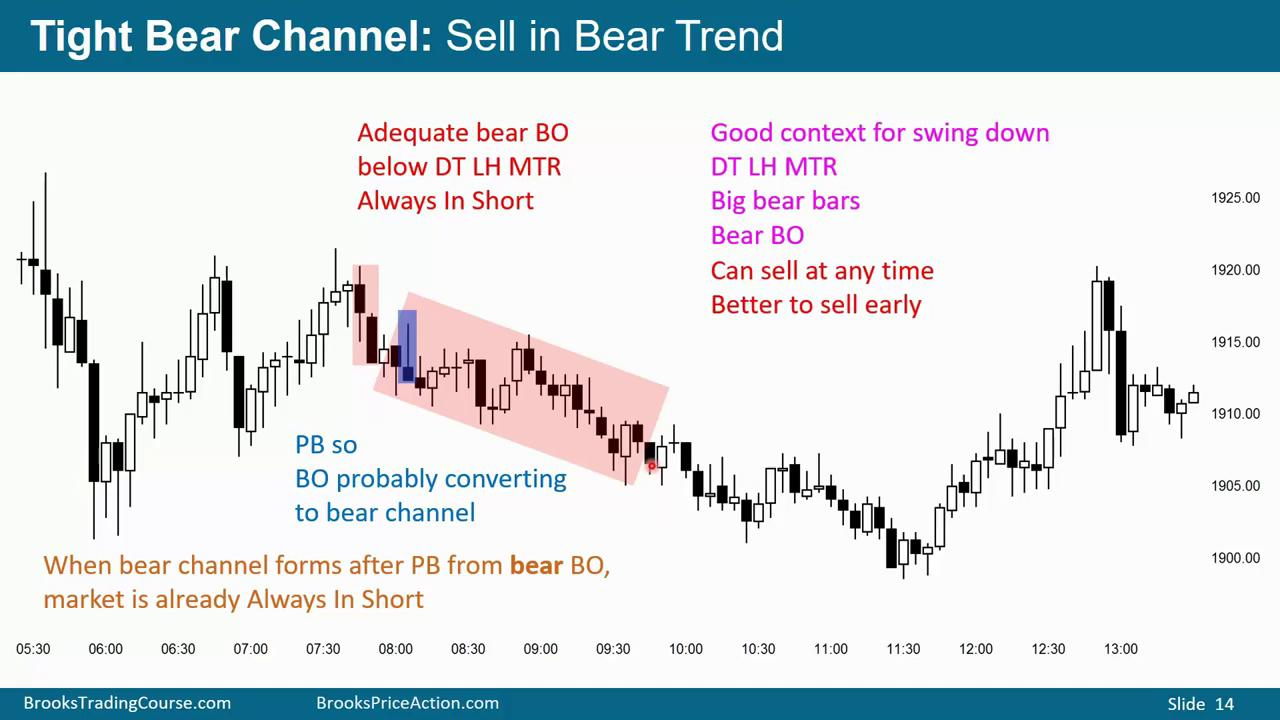 Tight Bear Channel: Sell in Bear Trend
Adequate bear BO
below DT LH MTR
Always In Short
Good context for swing down
DT LH MTR
Big bear bars
Bear BO
Can sell at any time
Better to sell early
PB so
BO probably converting
to bear channel
When bear channel forms after PB from bear BO,
market is already Always In Short
1925.00
1920.00
1915.00
1910.00
1905.00
1900.00
05:30 06:00 06:30 07:00 07:30 08:00 08:30 09:00 09:30 10:00 10:30 11:00 11:30 12:00 12:30 13:00
BrooksTradingCourse.com BrooksPriceAction.com Slide 14